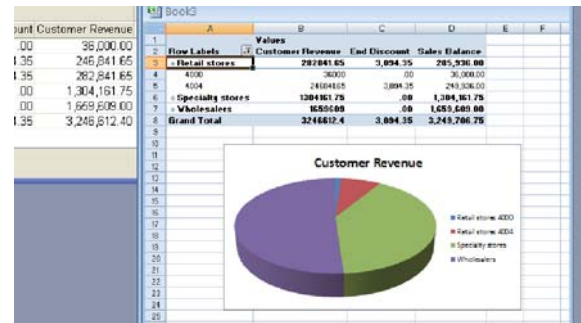 Book3
unt Customer Revenue
.00 36,000.00
4.35 246,841.65
4.35 282,841.65
.00 1,304,161.75
.00 1,659,609.00
4.35 3,246,612.40
A B C D E F
1 Values
2 Row Labels Customer Revenue End Discount Sales Balance
3 Retail stores 282841.65 3,094.35 285,936.00
4 4000 36000 .00 36,000.00
5 4004 246841.65 3,094.35 249,936.00
6 Specialty stores 1304161.75 .00 1,304,161.75
7 Wholesalers 1659609 .00 1,659,609.00
8 Grand Total 3246612.4 3,094.35 3,249,706.75
9
10
11
12
13
14
15
16
17
18
19
20
21
22
23
24
25
Customer Revenue
Retail stores 4000
Retail stores 4004
Specialty stores
Wholesalers